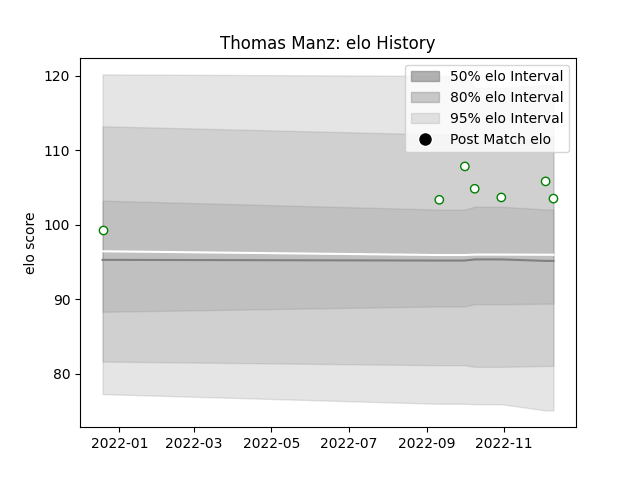 Thomas Manz: elo History
120
110
100
90
80
elo score
50% elo Interval
80% elo Interval
95% elo Interval
Post Match elo
2022-01 2022-03 2022-05 2022-07 2022-09 2022-11